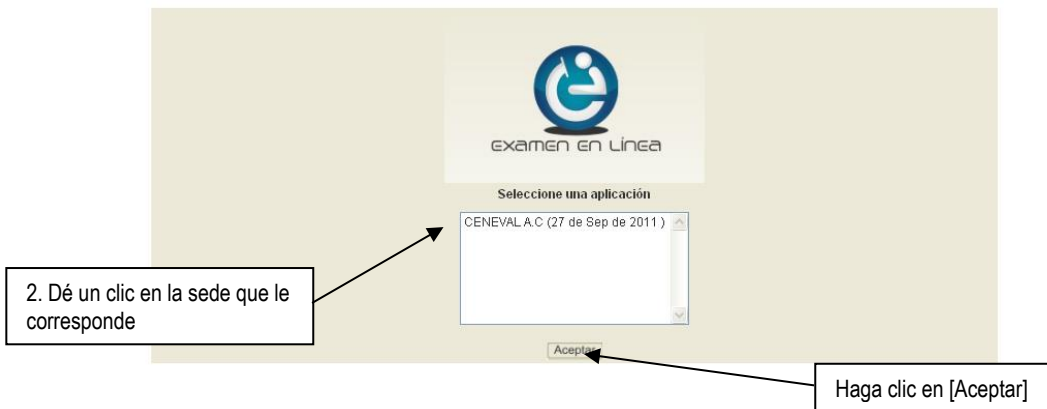 Examen en Línea
Seleccione una aplicación
CENEVAL A.C (27 de Sep de 2011 )
2. Dé un clic en la sede que le
corresponde
Aceptar
Haga clic en [Aceptar]